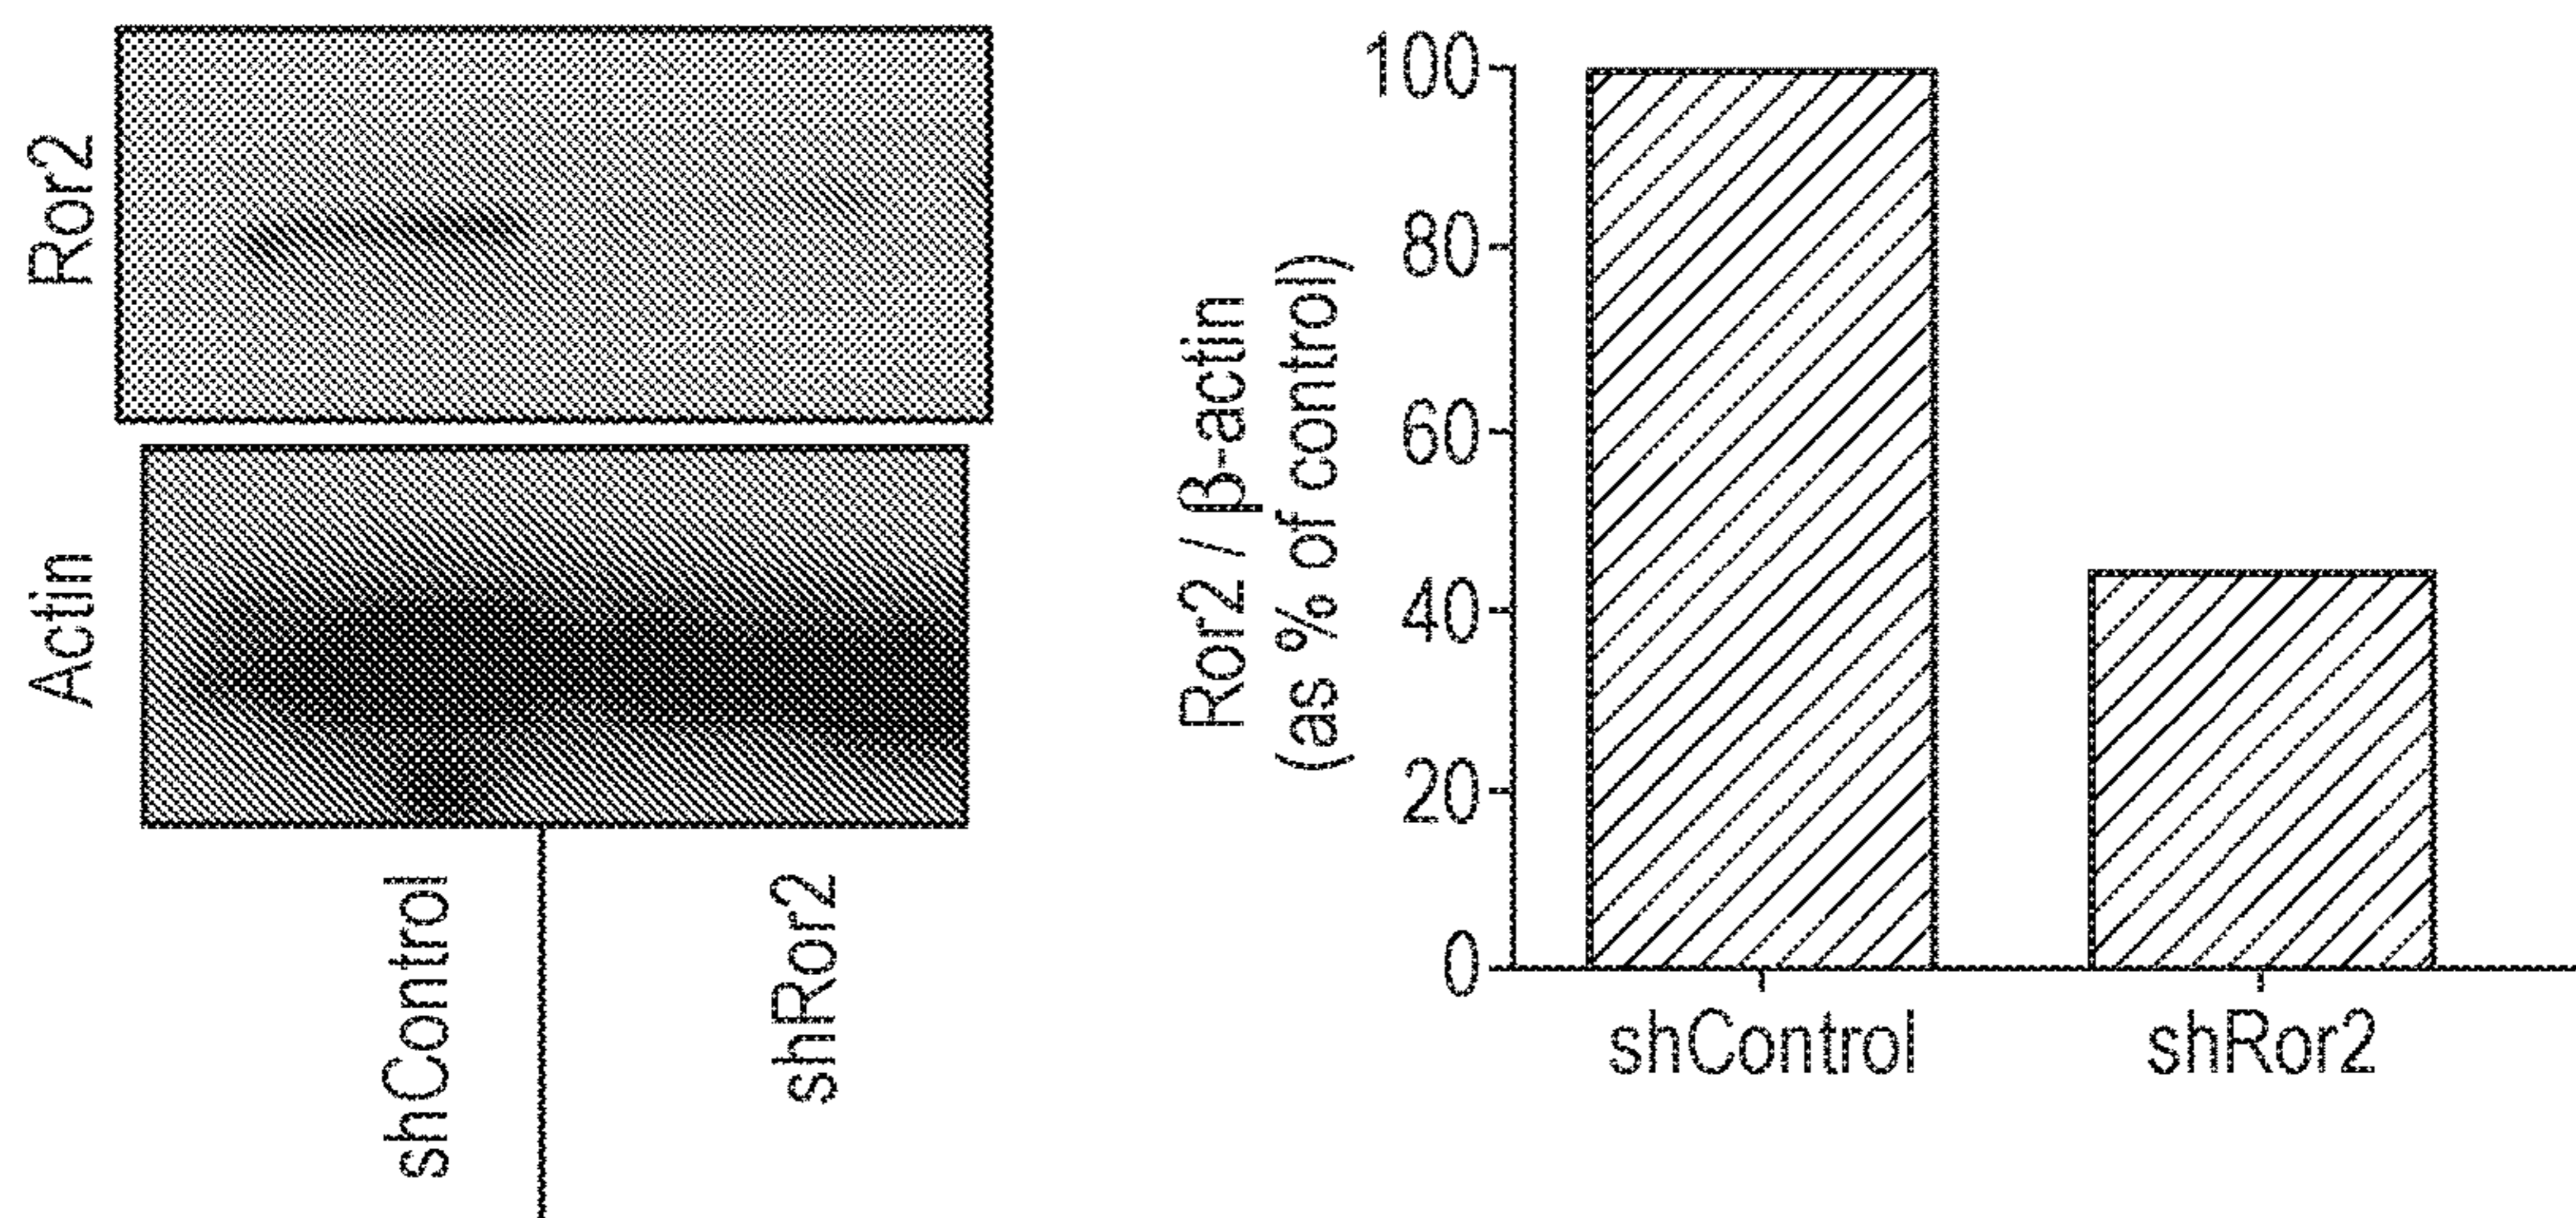 Ror2
Actin
shControl
shRor2
Ror2 / β-actin
(as % of control)
100
80
60
40
20
0
shControl
shRor2